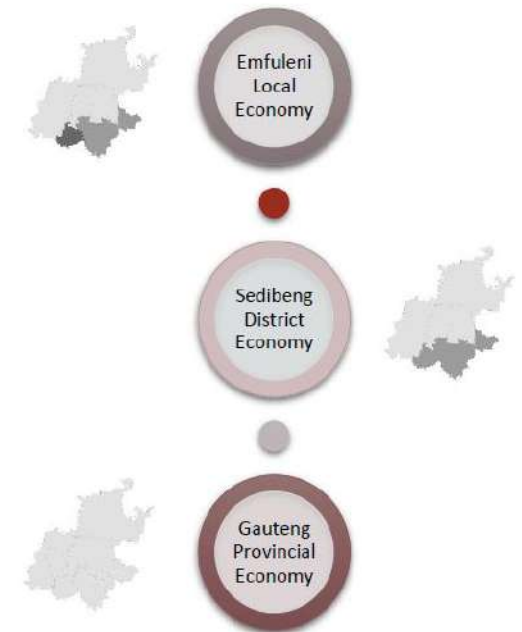 Emfuleni
Local
Economy
Sedibeng
District
Economy
Gauteng
Provincial
Economy